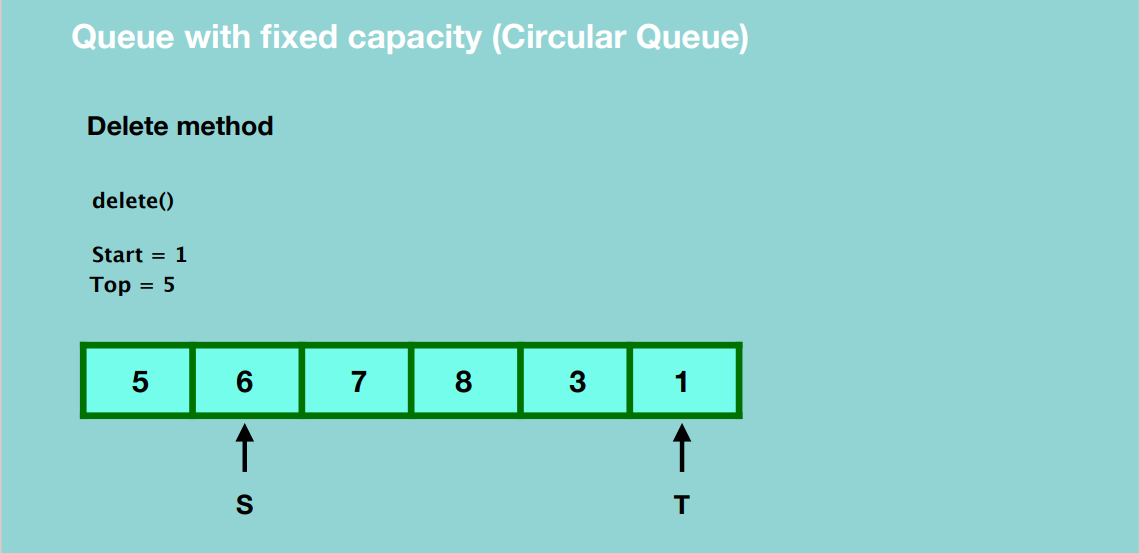 Queue with fixed capacity (Circular Queue)
Delete method
delete()
Start = 1
Top = 5
5 6 7 8 3 1
S T